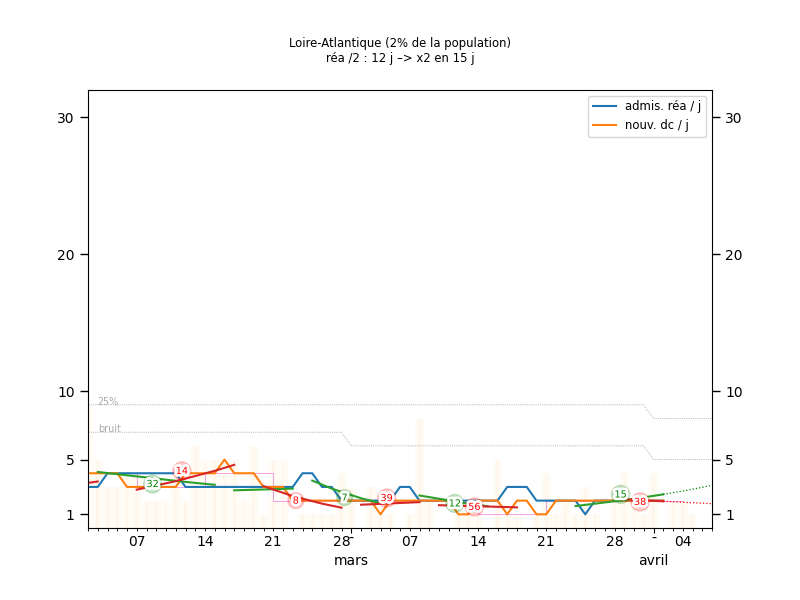 Loire-Atlantique (2% de la population)
réa /2 : 12 j –> x2 en 15 j
admis. réa / j
nouv. dc / j
30 30
20 20
10 10
25%
bruit
5 5
14
32
8
7
39
12
56
15
38
1 1
07 14 21 28 07 14 21 28 04
mars avril